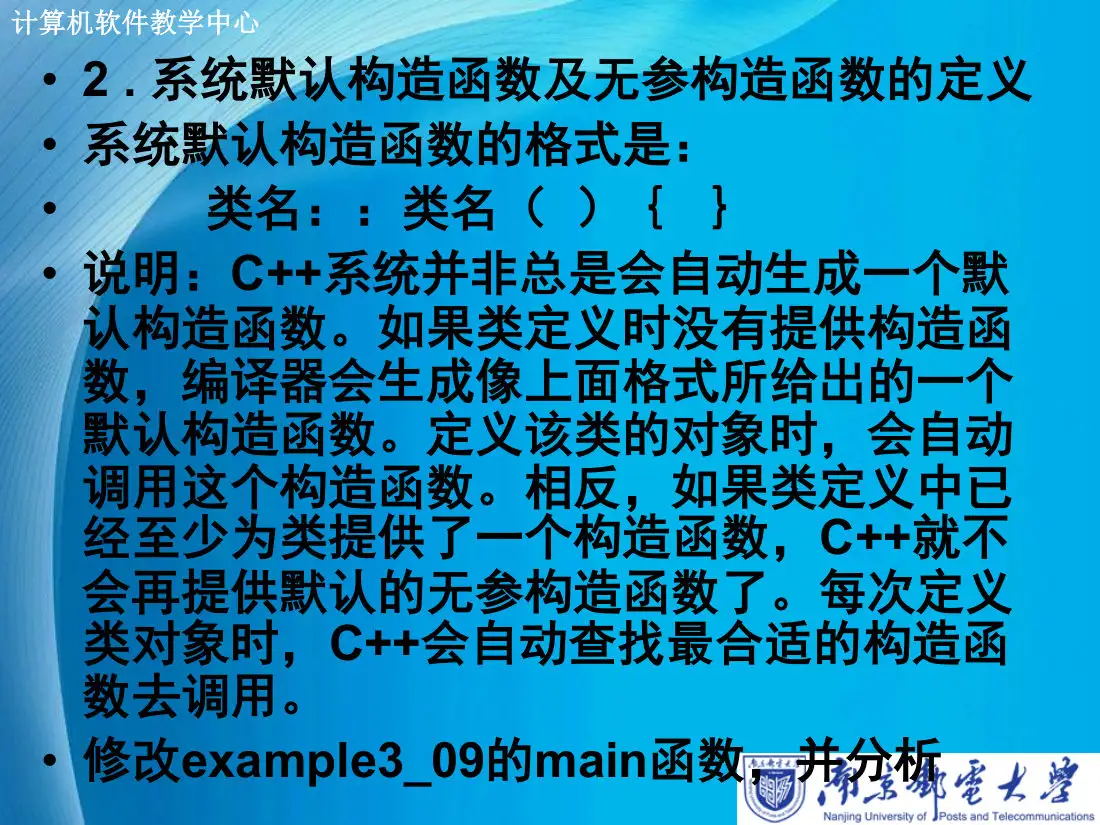 计算机软件教学中心
• 2 . 系统默认构造函数及无参构造函数的定义
• 系统默认构造函数的格式是：
• 类名：：类名（ ）｛ ｝
• 说明：C++系统并非总是会自动生成一个默
认构造函数。如果类定义时没有提供构造函
数，编译器会生成像上面格式所给出的一个
默认构造函数。定义该类的对象时，会自动
调用这个构造函数。相反，如果类定义中已
经至少为类提供了一个构造函数，C++就不
会再提供默认的无参构造函数了。每次定义
类对象时，C++会自动查找最合适的构造函
数去调用。
• 修改example3_09的main函数，并分析
南京邮電大學
Nanjing University of Posts and Telecommunications